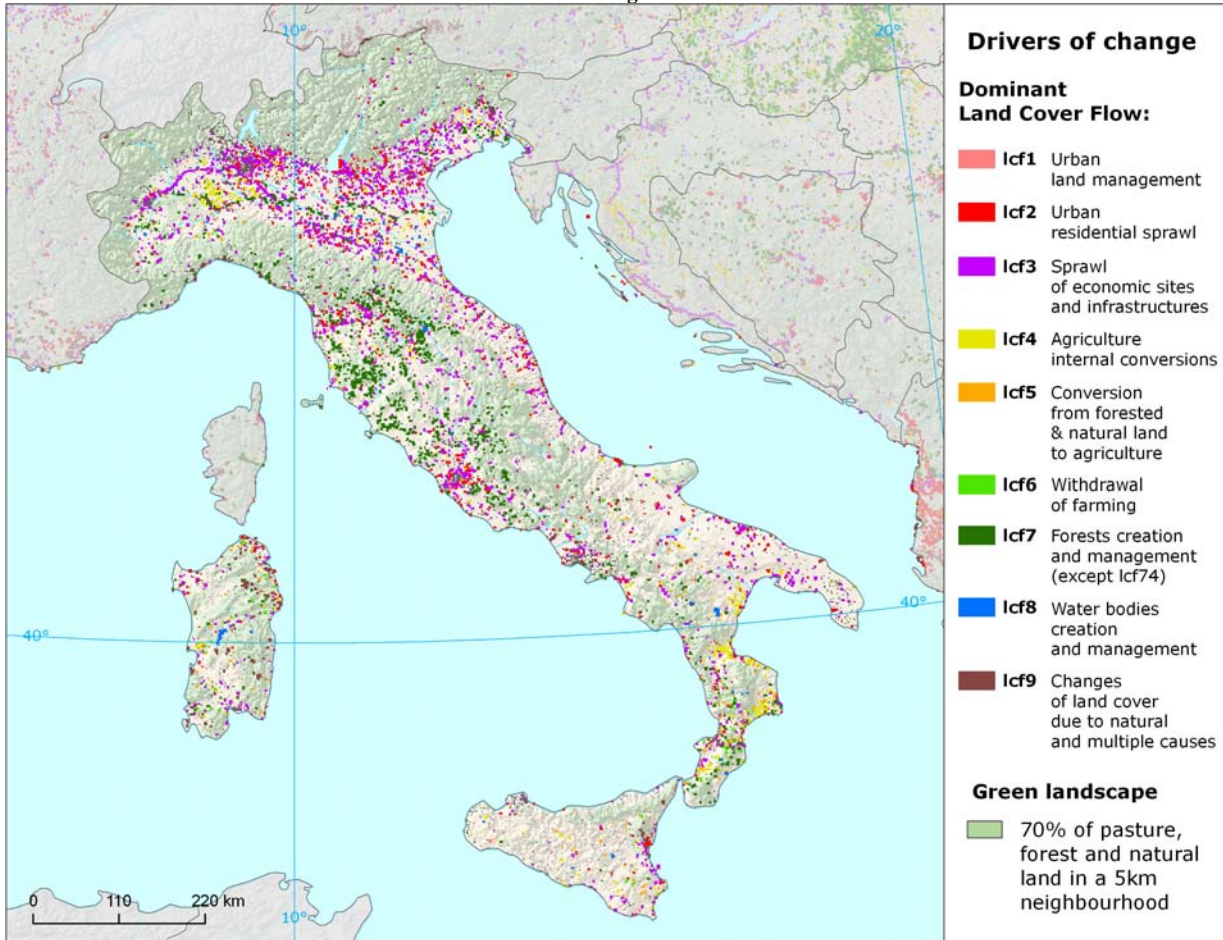 10°
20°
40°
40°
10°
0 110 220 km
Drivers of change
Dominant
Land Cover Flow:
lcf1 Urban
land management
lcf2 Urban
residential sprawl
lcf3 Sprawl
of economic sites
and infrastructures
lcf4 Agriculture
internal conversions
lcf5 Conversion
from forested
& natural land
to agriculture
lcf6 Withdrawal
of farming
lcf7 Forests creation
and management
(except lcf74)
lcf8 Water bodies
creation
and management
lcf9 Changes
of land cover
due to natural
and multiple causes
Green landscape
70% of pasture,
forest and natural
land in a 5km
neighbourhood